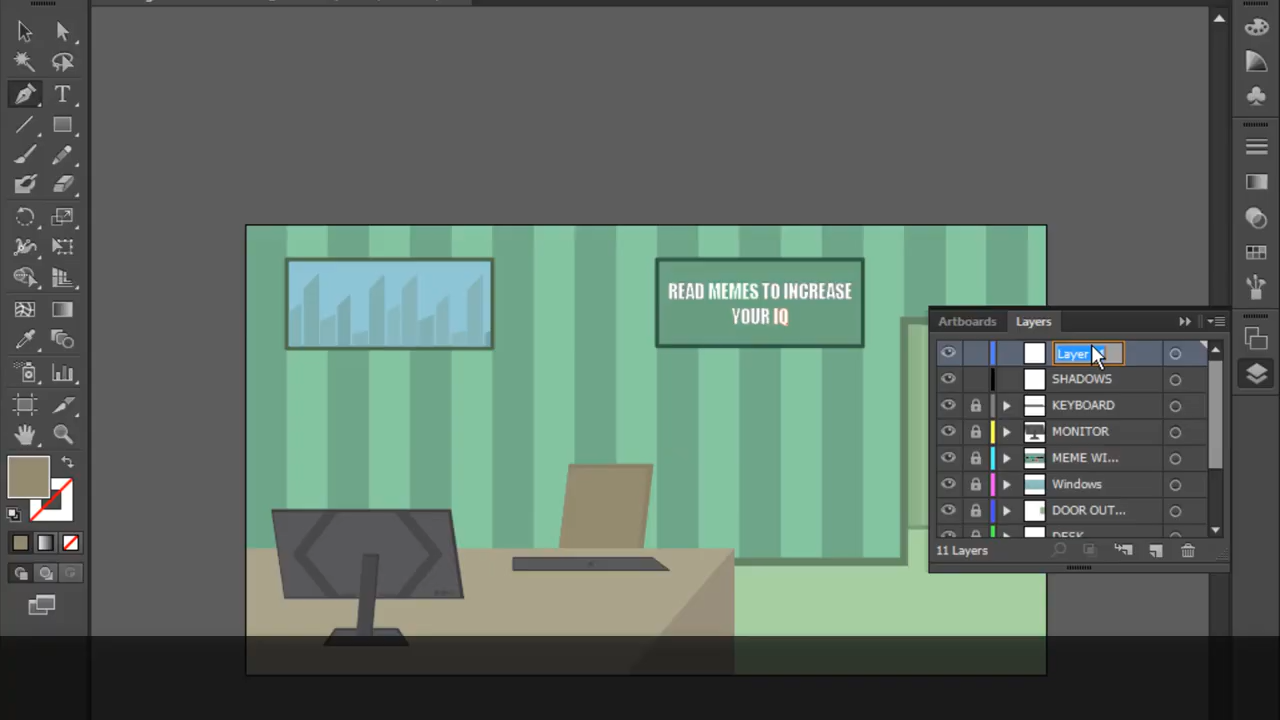 READ MEMES TO INCREASE
YOUR IQ
Artboards
Layers
Layer
SHADOWS
KEYBOARD
MONITOR
MEME WI...
Windows
DOOR OUT...
DESK
11 Layers